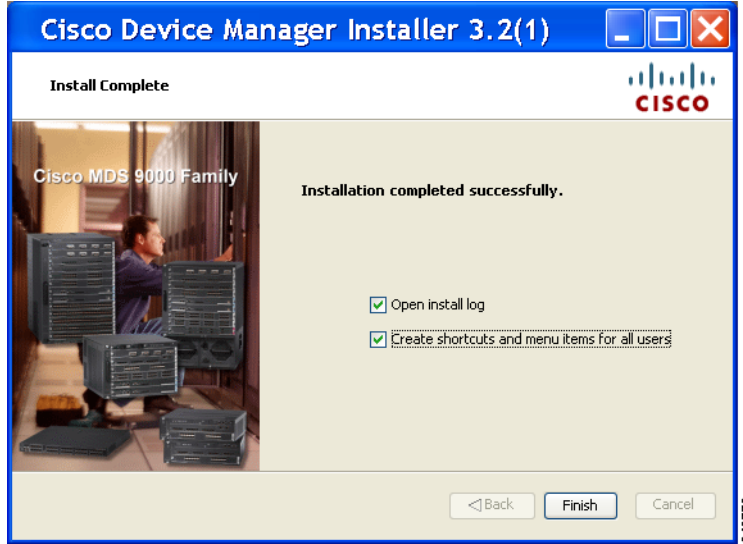 Cisco Device Manager Installer 3.2(1)
Install Complete
CISCO
Cisco MDS 9000 Family
Installation completed successfully.
Open install log
Create shortcuts and menu items for all users
Back
Finish
Cancel